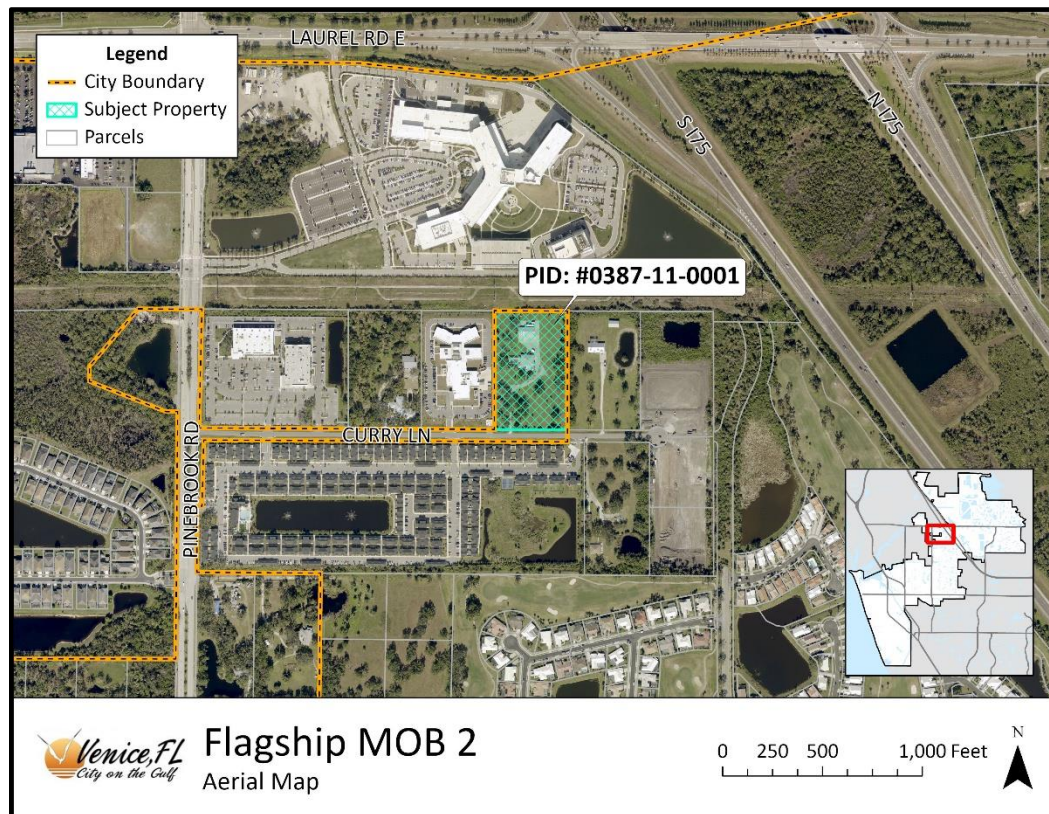 LAUREL RD E
Legend
City Boundary
Subject Property
Parcels
S I75
N I75
PID: #0387-11-0001
CURRY LN
PINEBROOK RD
Venice, FL
City on the Gulf
Flagship MOB 2
Aerial Map
0 250 500 1,000 Feet
N